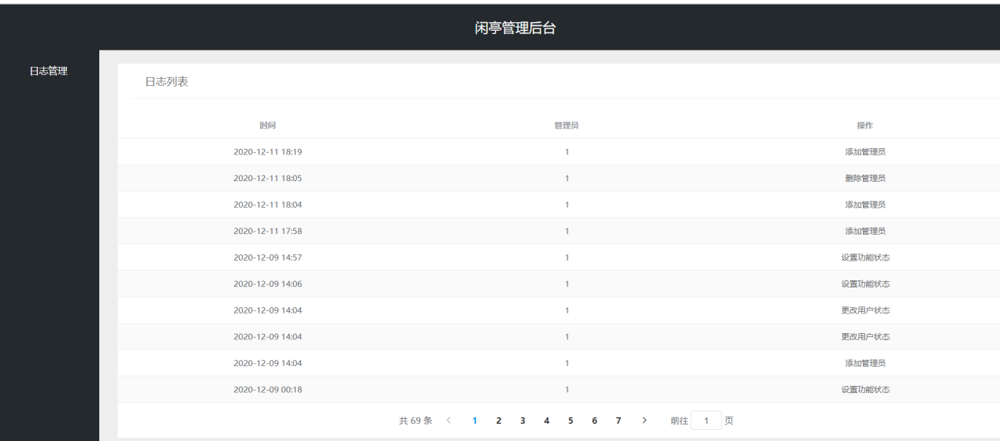 闲亭管理后台
日志管理
日志列表
时间 管理员 操作
2020-12-11 18:19 1 添加管理员
2020-12-11 18:05 1 删除管理员
2020-12-11 18:04 1 添加管理员
2020-12-11 17:58 1 添加管理员
2020-12-09 14:57 1 设置功能状态
2020-12-09 14:06 1 设置功能状态
2020-12-09 14:04 1 更改用户状态
2020-12-09 14:04 1 更改用户状态
2020-12-09 14:04 1 添加管理员
2020-12-09 00:18 1 设置功能状态
共 69 条 < 1 2 3 4 5 6 7 > 前往 1 页